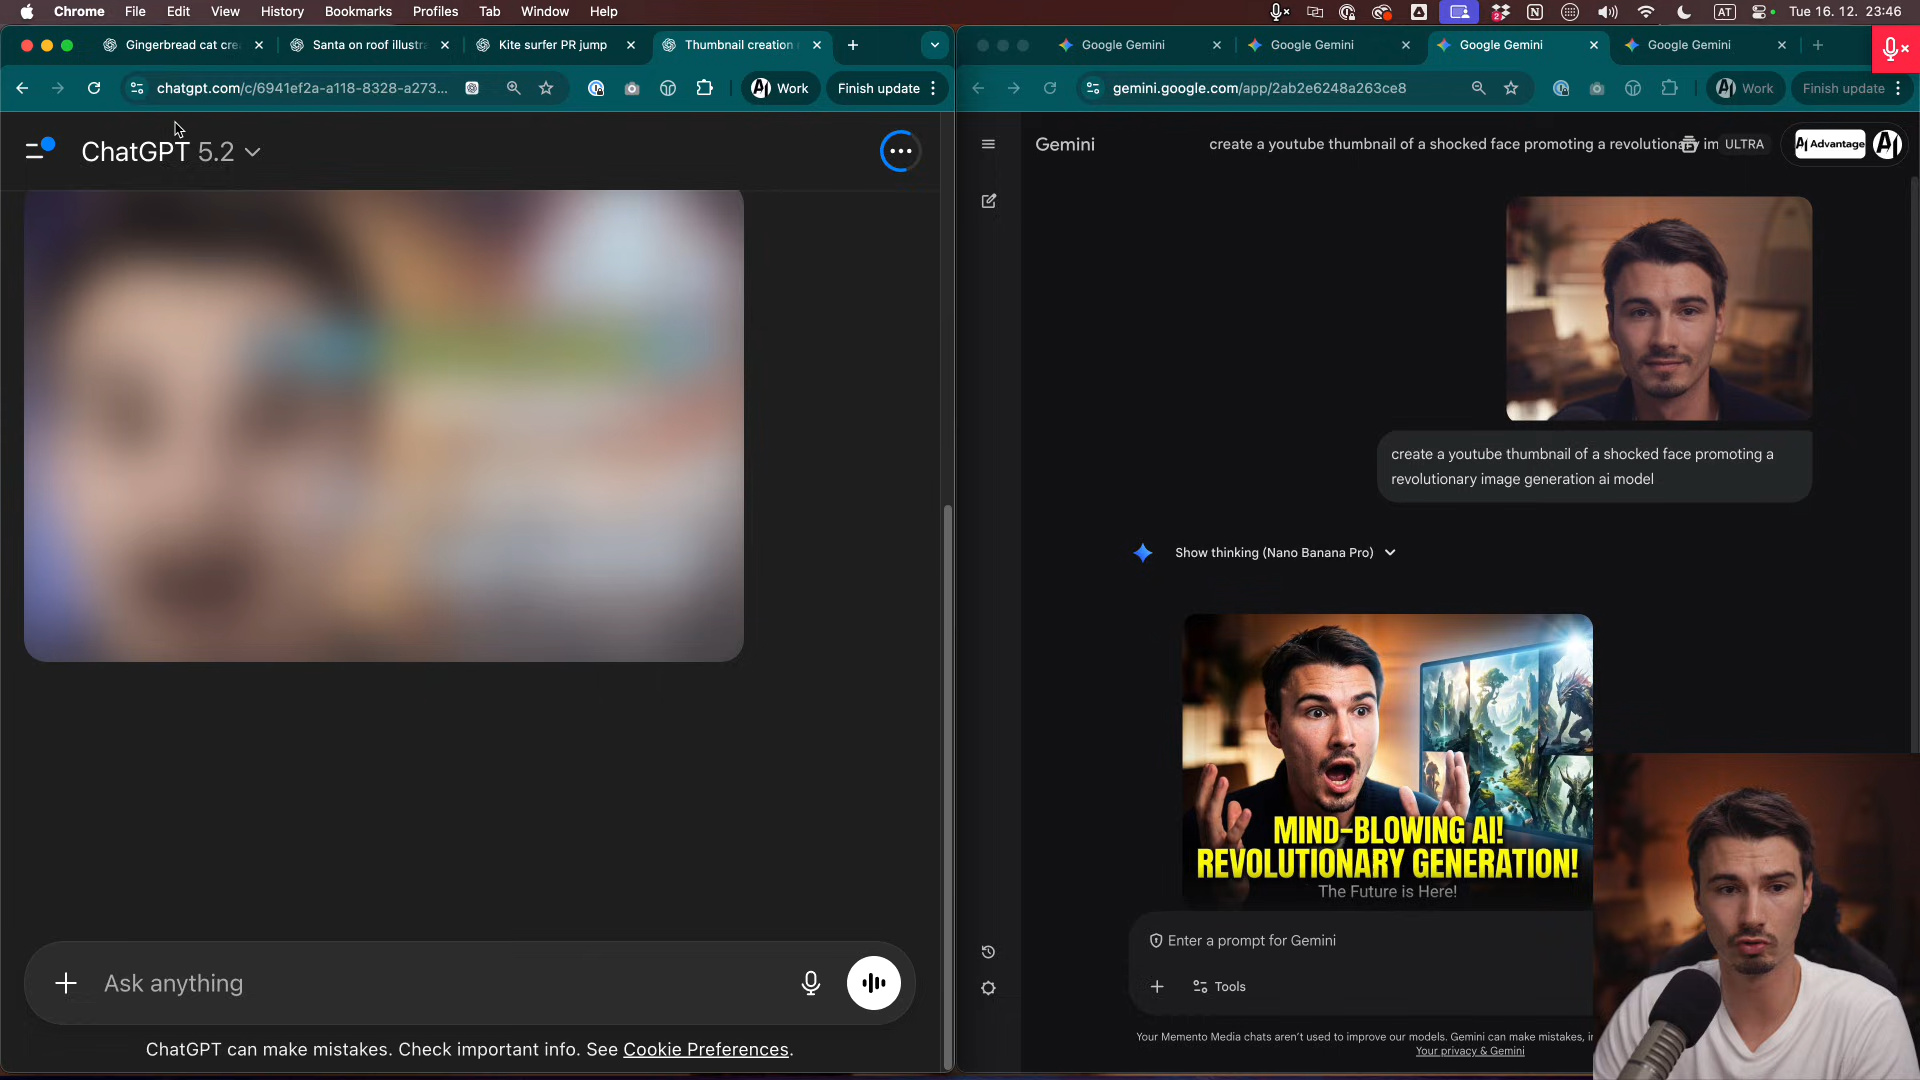 Chrome File Edit View History Bookmarks Profiles Tab Window Help
AT Tue 16. 12. 23:46
Gingerbread cat cre
Santa on roof illustra
Kite surfer PR jump
Thumbnail creation
chatgpt.com/c/6941ef2a-a118-8328-a273...
Work
Finish update
ChatGPT 5.2
Ask anything
ChatGPT can make mistakes. Check important info. See Cookie Preferences.
Google Gemini
Google Gemini
Google Gemini
Google Gemini
gemini.google.com/app/2ab2e6248a263ce8
Work
Finish update
Gemini
create a youtube thumbnail of a shocked face promoting a revolutionary im
ULTRA
Advantage
create a youtube thumbnail of a shocked face promoting a
revolutionary image generation ai model
Show thinking (Nano Banana Pro)
MIND-BLOWING AI!
REVOLUTIONARY GENERATION!
The Future is Here!
Enter a prompt for Gemini
Tools
Your Memento Media chats aren't used to improve our models. Gemini can make mistakes, i
Your privacy & Gemini